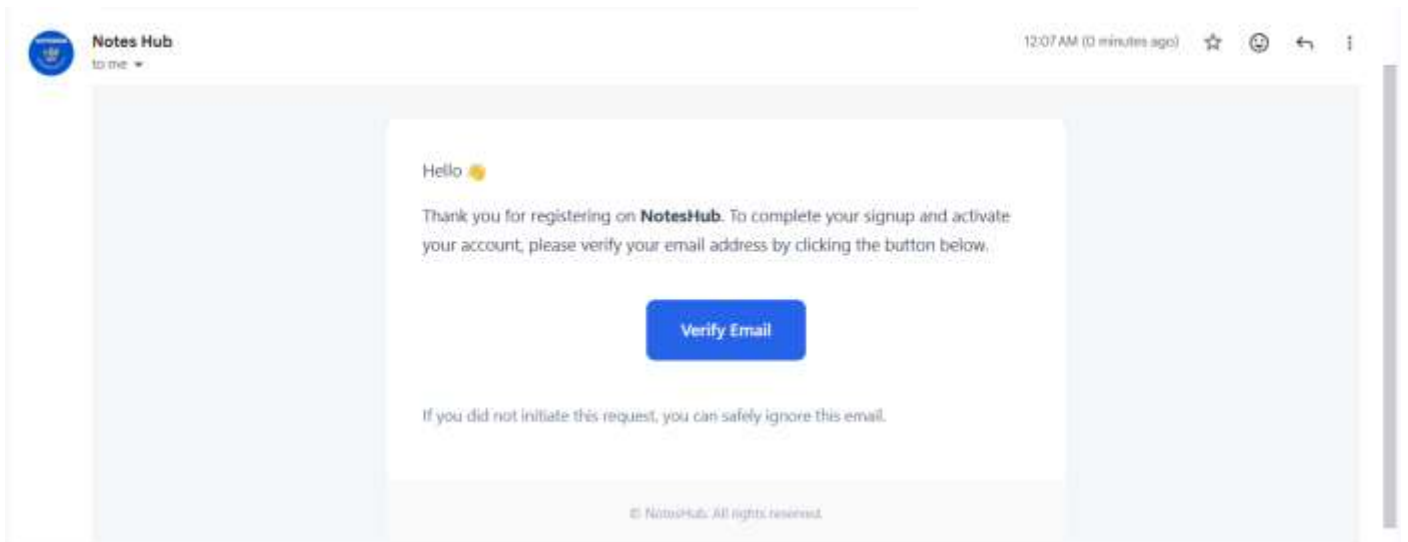 Notes Hub
12:07 AM (0 minutes ago)
to me
Hello 👋
Thank you for registering on NotesHub. To complete your signup and activate
your account, please verify your email address by clicking the button below.
Verify Email
If you did not initiate this request, you can safely ignore this email.
© NotesHub. All rights reserved.